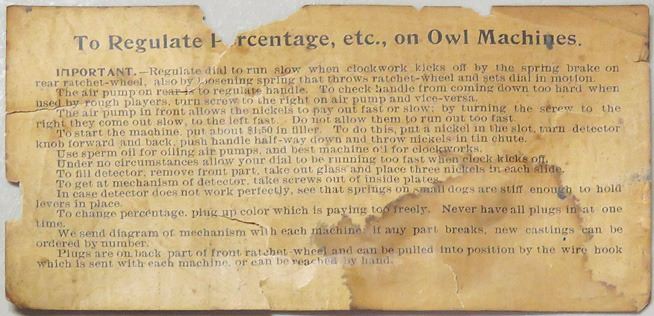 To Regulate P rcentage, etc., on Owl Machines.
IMPORTANT.—Regulate dial to run slow when clockwork kicks off by the spring brake on
rear ratchet-wheel, also by loosening spring that throws ratchet-wheel and sets dial in motion.
The air pump on rear is to regulate handle. To check handle from coming down too hard when
used by rough players, turn screw to the right on air pump and vice-versa.
The air pump in front allows the nickels to pay out fast or slow; by turning the screw to the
right they come out slow, to the left fast. Do not allow them to run out too fast.
To start the machine, put about $1.50 in filler. To do this, put a nickel in the slot, turn detector
knob forward and back, push handle half-way down and throw nickels in tin chute.
Use sperm oil for oiling air pumps, and best machine oil for clockworks.
Under no circumstances allow your dial to be running too fast when clock kicks off.
To fill detector, remove front part, take out glass and place three nickels in each slide.
To get at mechanism of detector, take screws out of inside plates.
In case detector does not work perfectly, see that springs on small dogs are stiff enough to hold
levers in place.
To change percentage, plug up color which is paying too freely. Never have all plugs in at one
time.
We send diagram of mechanism with each machine; if any part breaks, new castings can be
ordered by number.
Plugs are on back part of front ratchet-wheel and can be pulled into position by the wire hook
which is sent with each machine, or can be reached by hand.